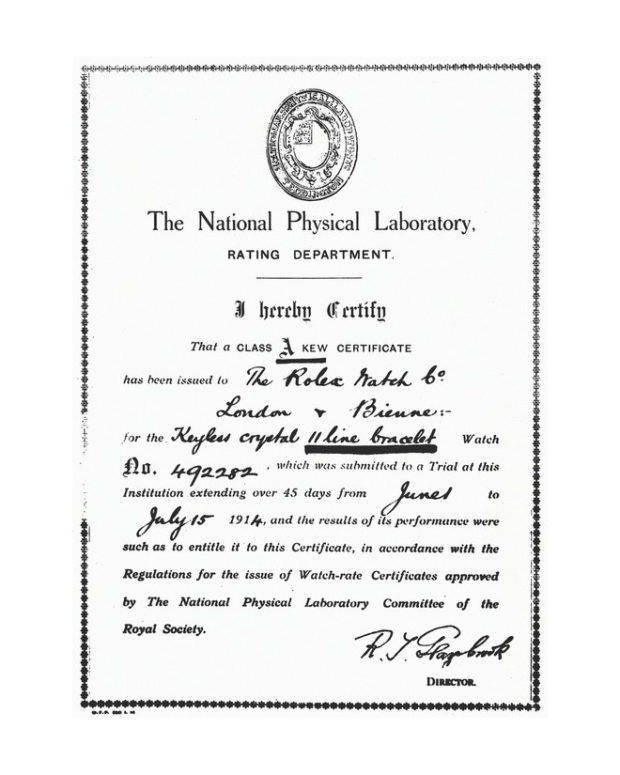 The National Physical Laboratory,
RATING DEPARTMENT.
I hereby Certify
That a CLASS A KEW CERTIFICATE
has been issued to The Rolex Watch Co
London & Bienne:-
for the Keyless crystal 11 line bracelet Watch
No. 492282, which was submitted to a Trial at this
Institution extending over 45 days from June 1 to
July 15 1914, and the results of its performance were
such as to entitle it to this Certificate, in accordance with the
Regulations for the issue of Watch-rate Certificates approved
by The National Physical Laboratory Committee of the
Royal Society.
R. T. Glazebrook
DIRECTOR.